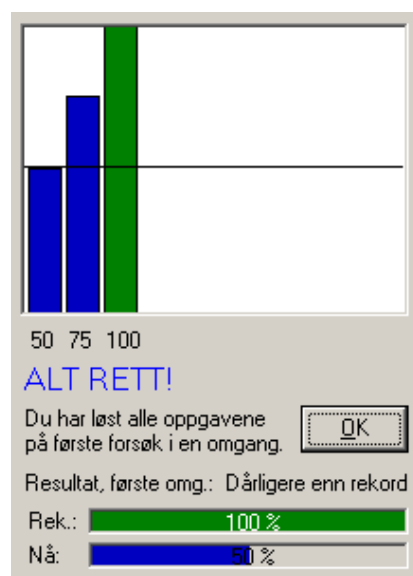 50 75 100
ALT RETT!
Du har løst alle oppgavene
på første forsøk i en omgang.
OK
Resultat, første omg.: Dårligere enn rekord
Rek.: 100 %
Nå: 50 %